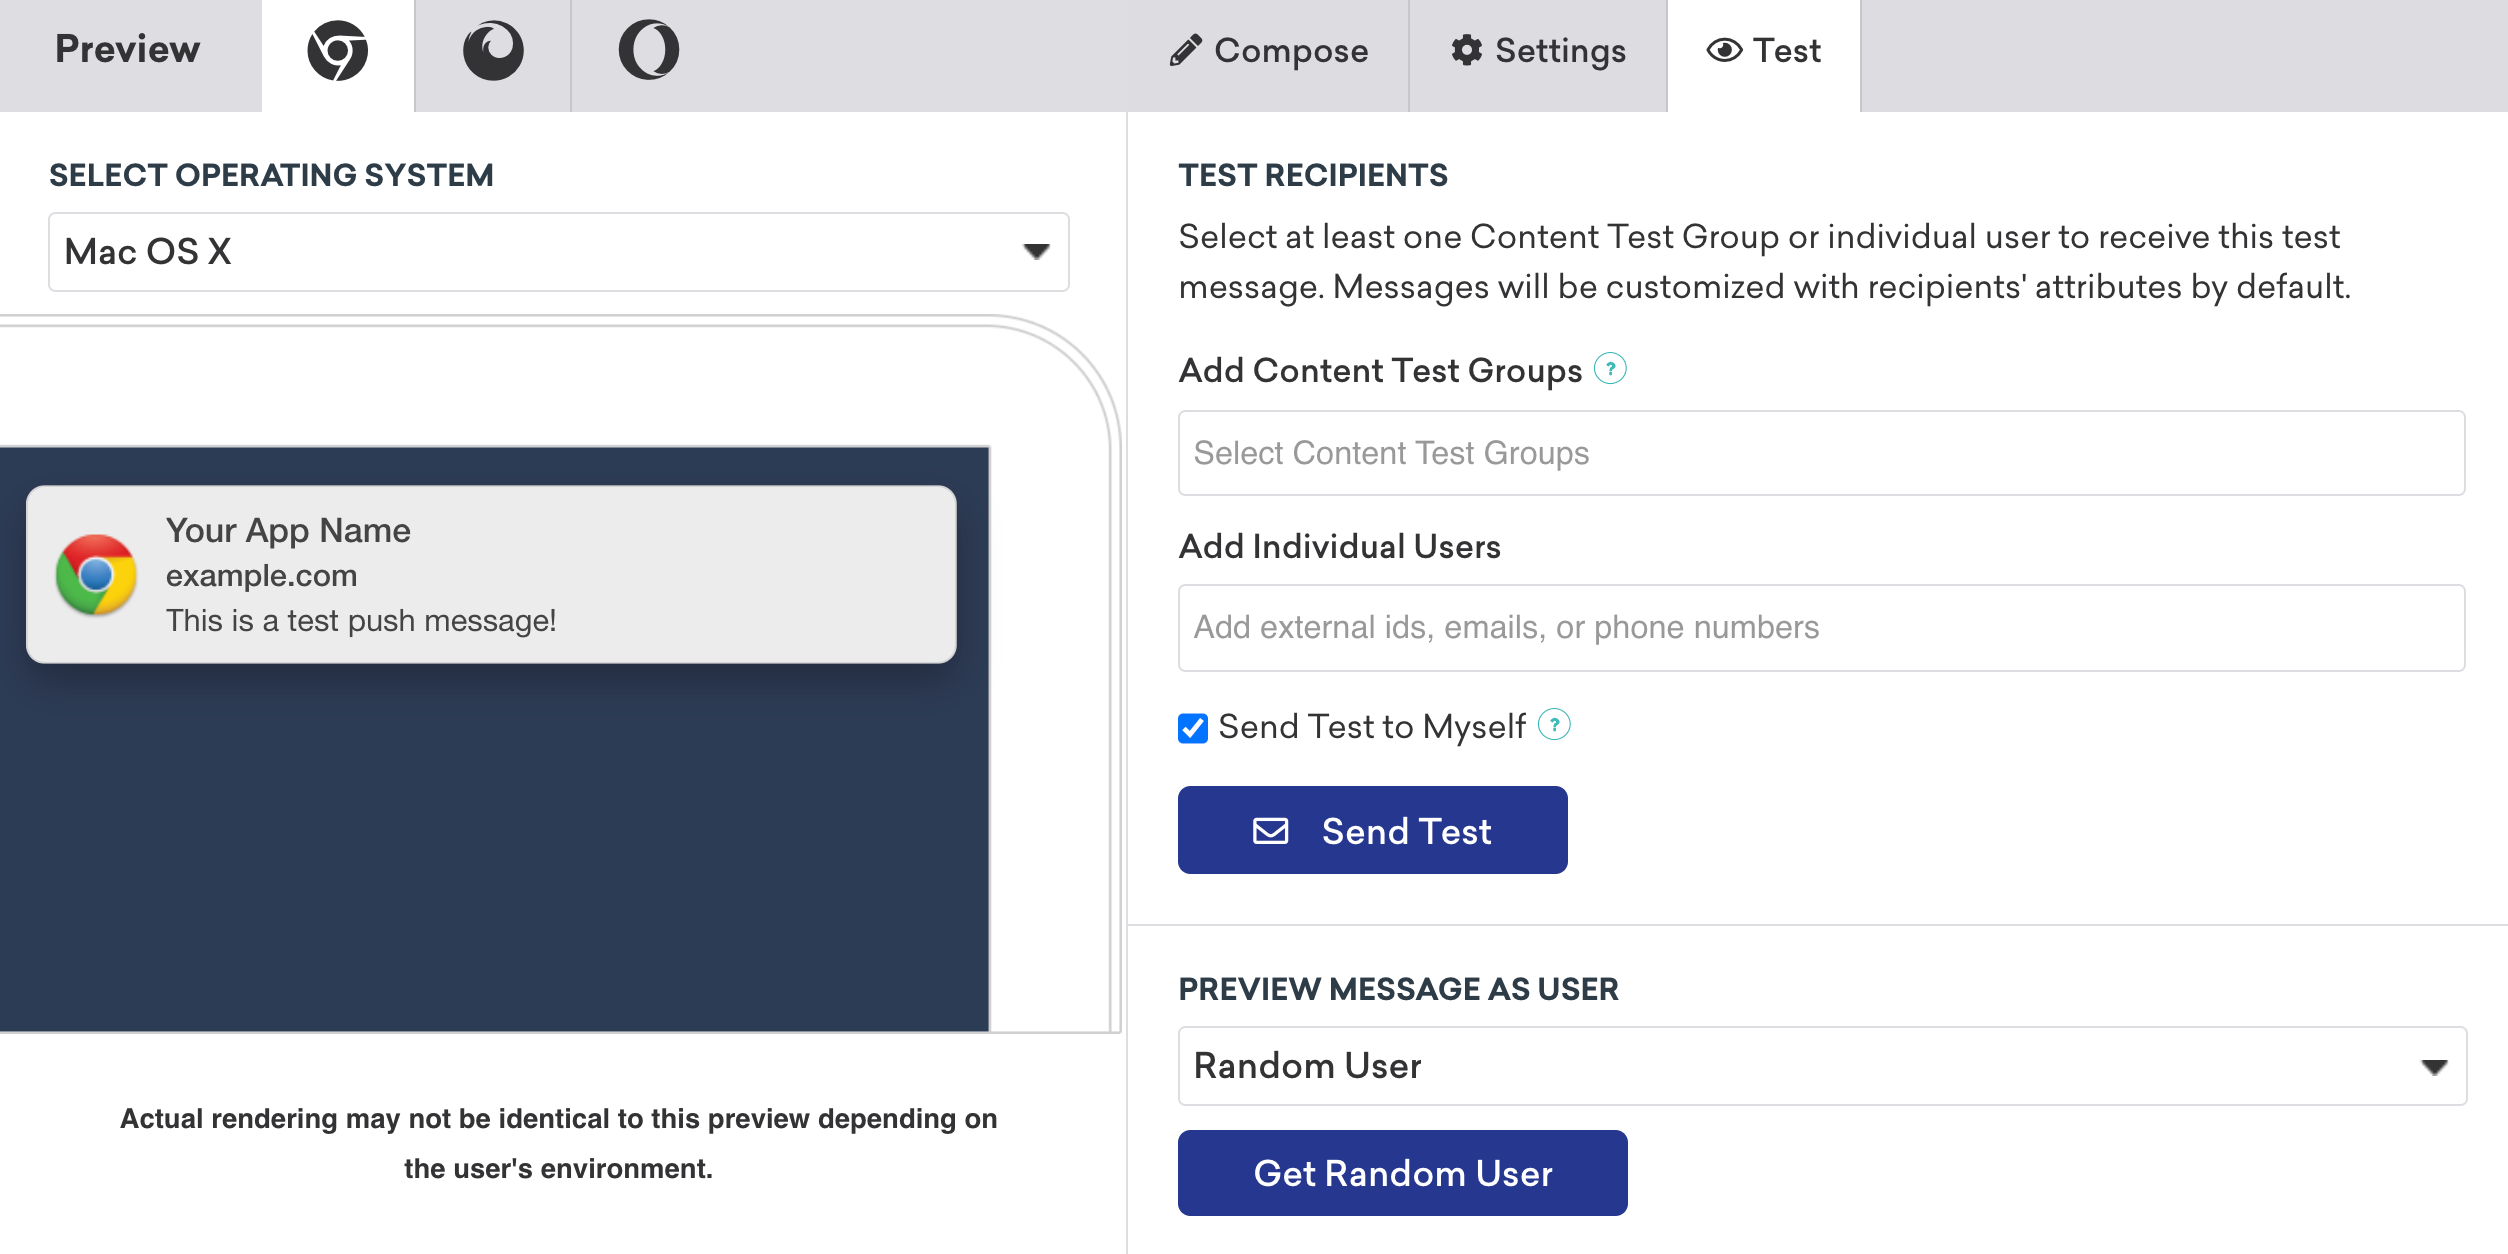 Preview
Compose
Settings
Test
SELECT OPERATING SYSTEM
Mac OS X
Your App Name
example.com
This is a test push message!
Actual rendering may not be identical to this preview depending on
the user's environment.
TEST RECIPIENTS
Select at least one Content Test Group or individual user to receive this test
message. Messages will be customized with recipients' attributes by default.
Add Content Test Groups ?
Select Content Test Groups
Add Individual Users
Add external ids, emails, or phone numbers
Send Test to Myself ?
Send Test
PREVIEW MESSAGE AS USER
Random User
Get Random User